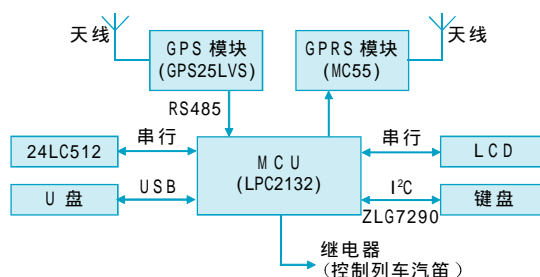 天线
GPS 模块
(GPS25LVS)
GPRS 模块
(MC55)
天线
RS485
24LC512
串行
MCU
(LPC2132)
串行
LCD
U 盘
USB
I²C
ZLG7290
键盘
继电器
(控制列车汽笛)